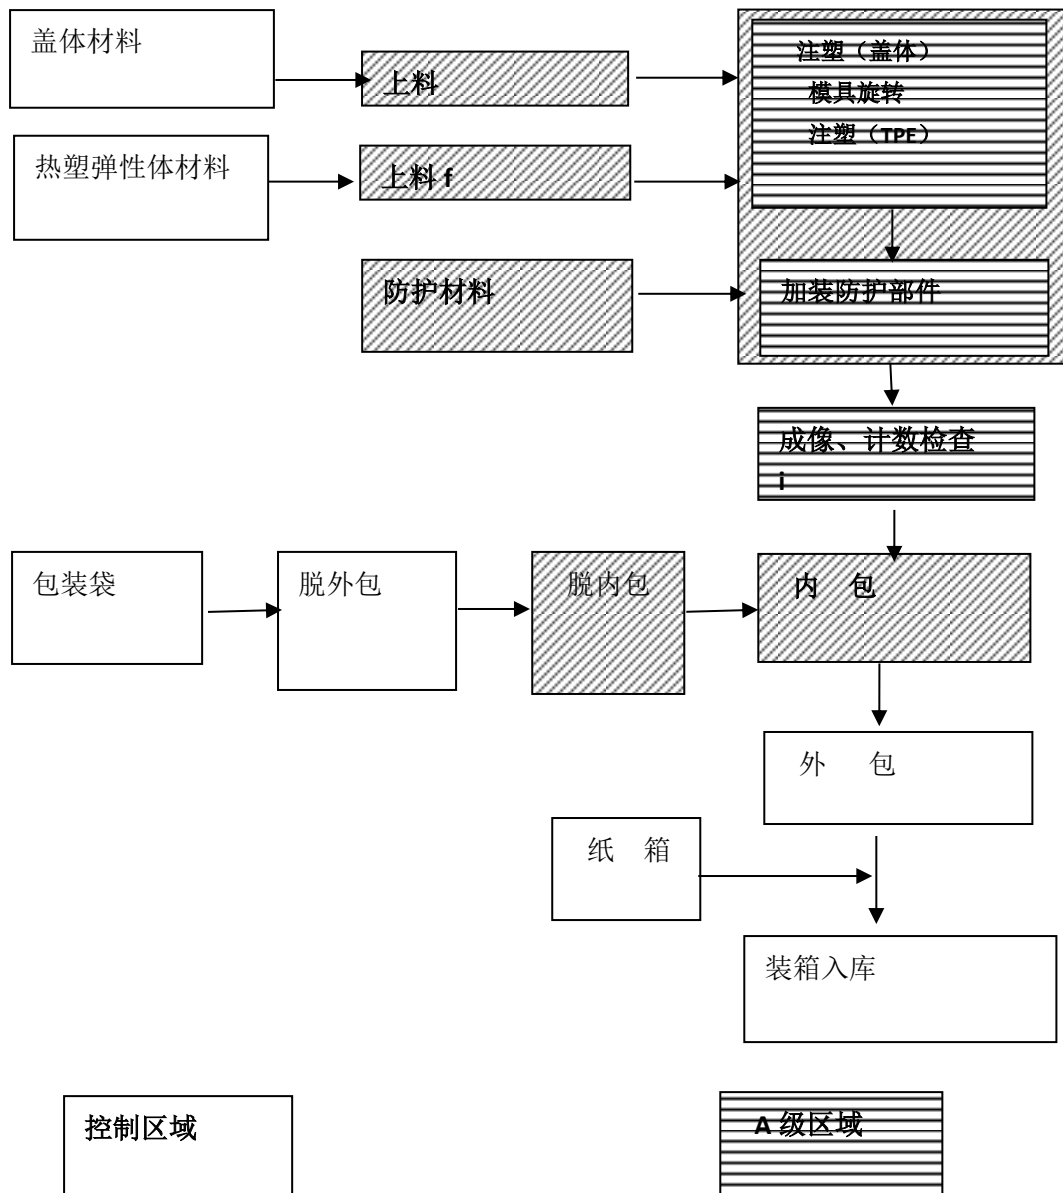 盖体材料
上料
注塑（盖体）
模具旋转
注塑（TPE）
热塑弹性体材料
上料 f
防护材料
加装防护部件
成像、计数检查
i
包装袋
脱外包
脱内包
内 包
外 包
纸 箱
装箱入库
控制区域
A 级区域